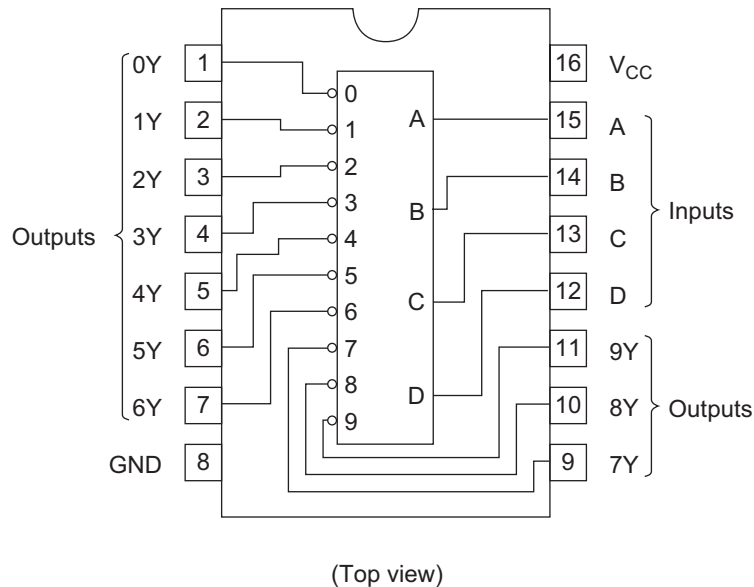 0Y 1 0 16 VCC
1Y 2 1 A 15 A
2Y 3 2 14 B
3Y 4 3 B Inputs
Outputs 4 13 C
4Y 5 5 12 D
5Y 6 6 C
7 11 9Y
6Y 7 8 D 10 8Y Outputs
9
GND 8 9 7Y
(Top view)